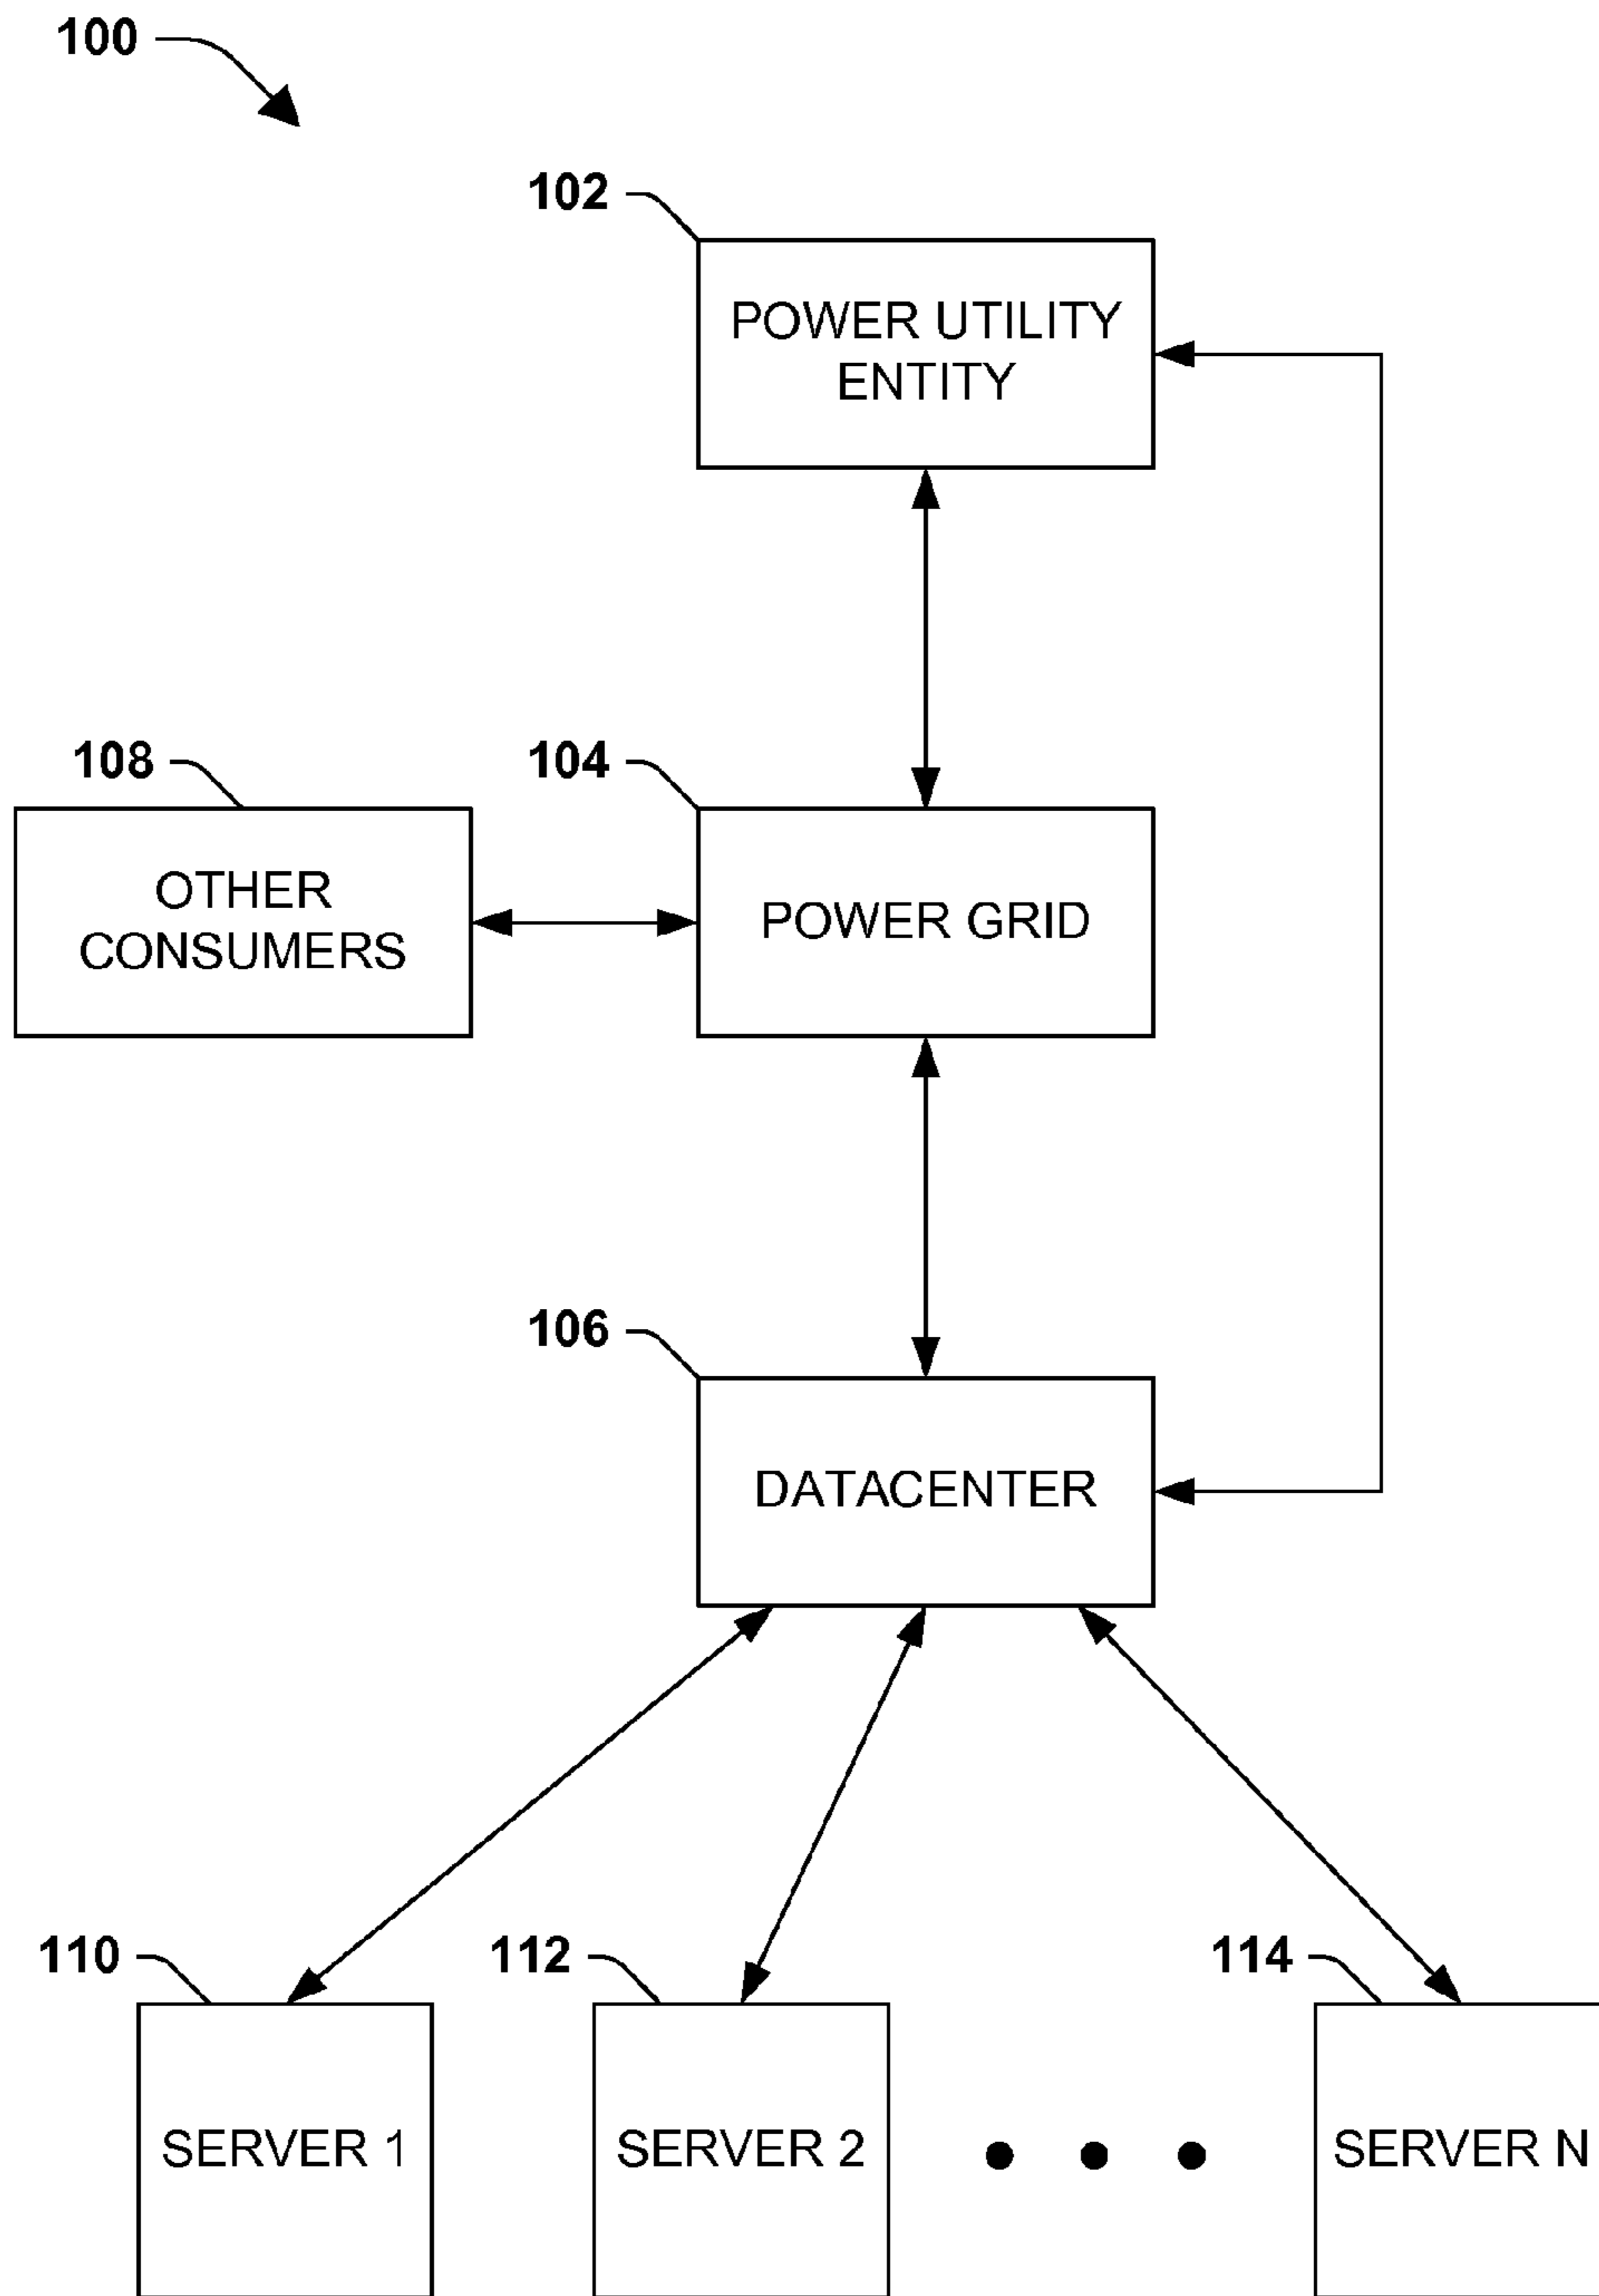 100
102
POWER UTILITY
ENTITY
108
104
OTHER
CONSUMERS
POWER GRID
106
DATACENTER
110
112
114
SERVER 1
SERVER 2
SERVER N